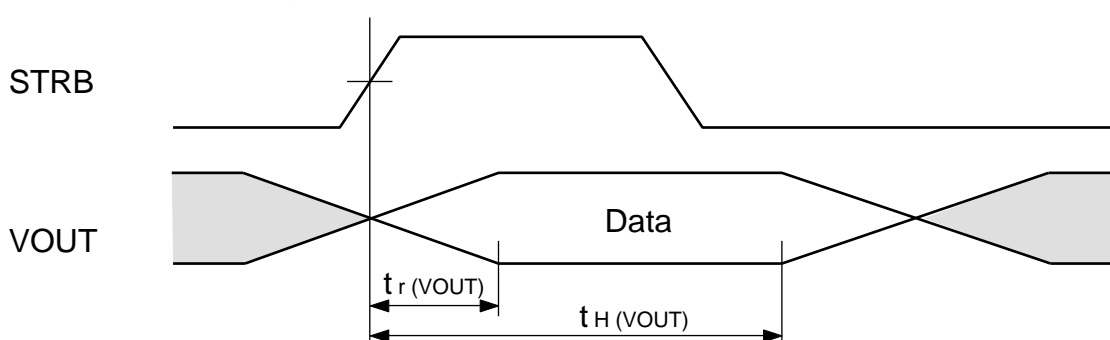 STRB
VOUT
Data
t r (VOUT)
t H (VOUT)